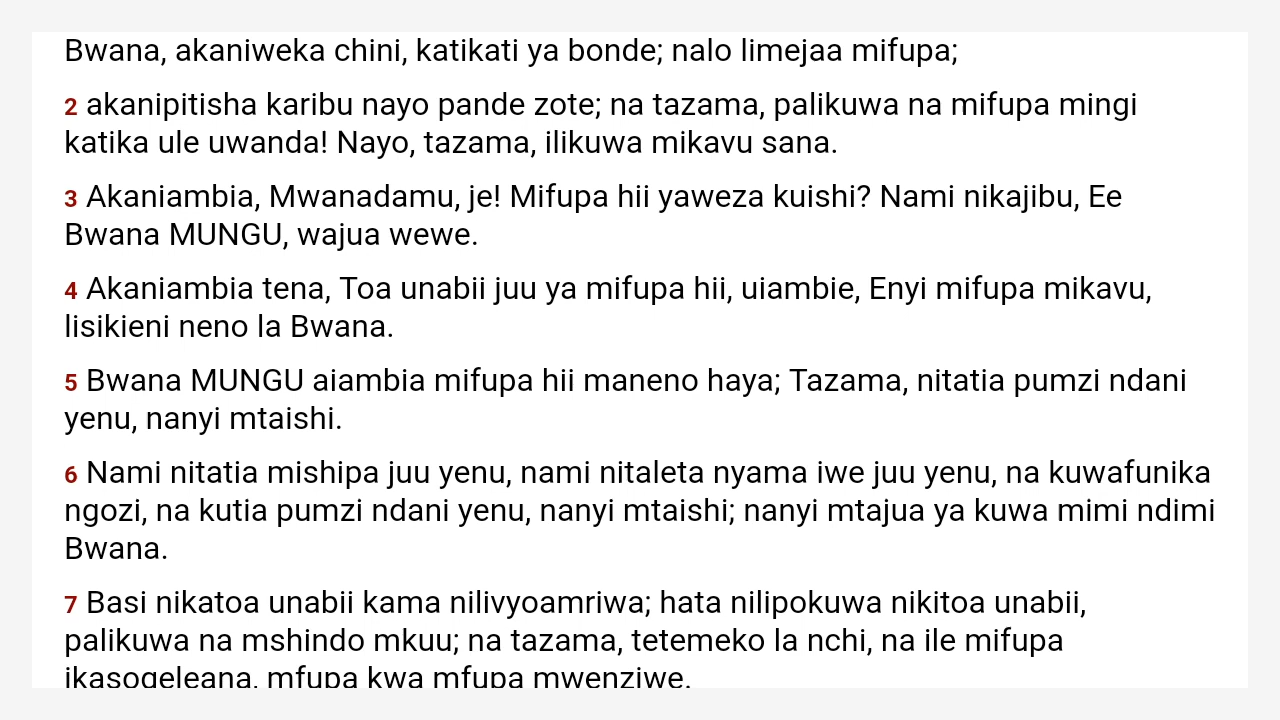 Bwana, akaniweka chini, katikati ya bonde; nalo limejaa mifupa;
2 akanipitisha karibu nayo pande zote; na tazama, palikuwa na mifupa mingi
katika ule uwanda! Nayo, tazama, ilikuwa mikavu sana.
3 Akaniambia, Mwanadamu, je! Mifupa hii yaweza kuishi? Nami nikajibu, Ee
Bwana MUNGU, wajua wewe.
4 Akaniambia tena, Toa unabii juu ya mifupa hii, uiambie, Enyi mifupa mikavu,
lisikieni neno la Bwana.
5 Bwana MUNGU aiambia mifupa hii maneno haya; Tazama, nitatia pumzi ndani
yenu, nanyi mtaishi.
6 Nami nitatia mishipa juu yenu, nami nitaleta nyama iwe juu yenu, na kuwafunika
ngozi, na kutia pumzi ndani yenu, nanyi mtaishi; nanyi mtajua ya kuwa mimi ndimi
Bwana.
7 Basi nikatoa unabii kama nilivyoamriwa; hata nilipokuwa nikitoa unabii,
palikuwa na mshindo mkuu; na tazama, tetemeko la nchi, na ile mifupa
ikasogeleana, mfupa kwa mfupa mwenziwe.